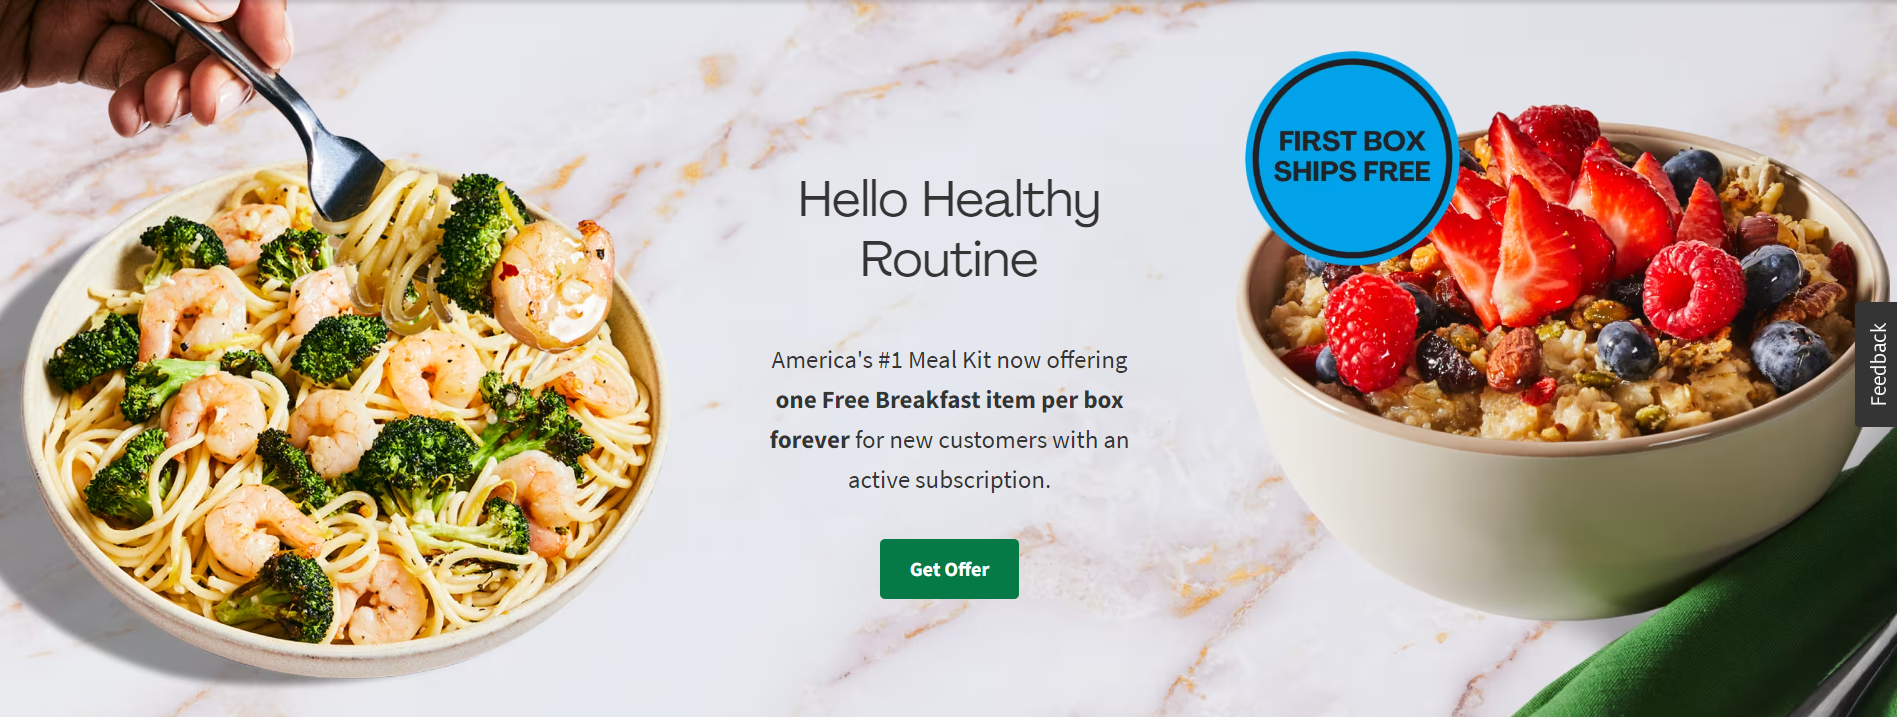 FIRST BOX
SHIPS FREE
Hello Healthy
Routine
America's #1 Meal Kit now offering
one Free Breakfast item per box
forever for new customers with an
active subscription.
Get Offer
Feedback